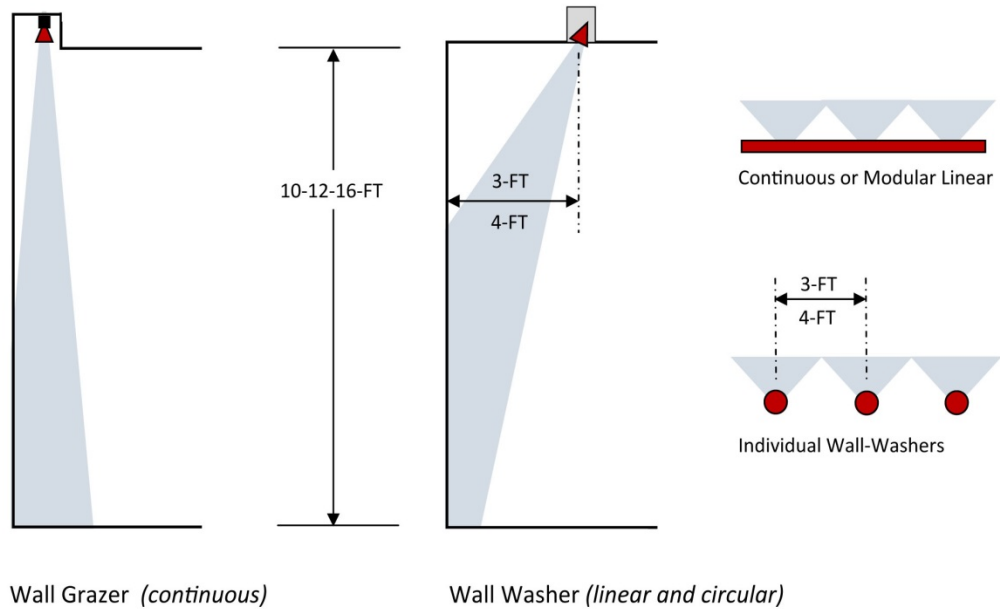 10-12-16-FT
3-FT
4-FT
Continuous or Modular Linear
3-FT
4-FT
Individual Wall-Washers
Wall Grazer (continuous)
Wall Washer (linear and circular)